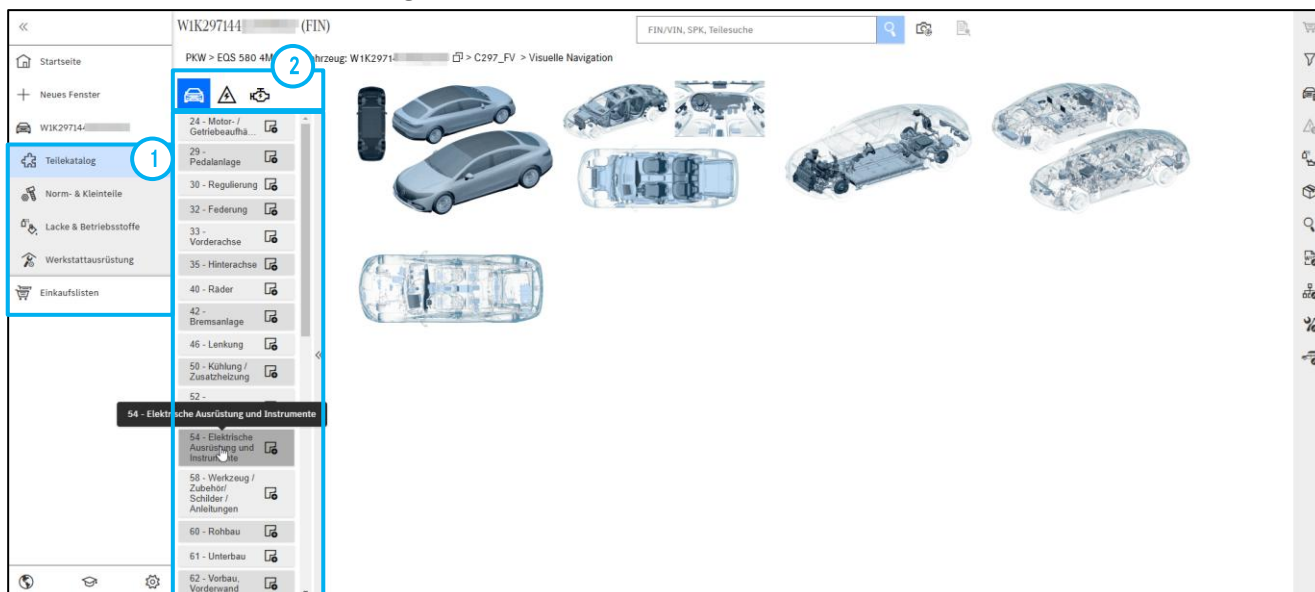 W1K297144 (FIN)
FIN/VIN, SPK, Teilesuche
PKW > EQS 580 4M
hrzeug: W1K2971 > C297_FV > Visuelle Navigation
Startseite
Neues Fenster
W1K297144
Teilekatalog
Norm- & Kleinteile
Lacke & Betriebsstoffe
Werkstattausrüstung
Einkaufslisten
1
2
24 - Motor- /
Getriebeaufhä...
29 -
Pedalanlage
30 - Regulierung
32 - Federung
33 -
Vorderachse
35 - Hinterachse
40 - Räder
42 -
Bremsanlage
46 - Lenkung
50 - Kühlung /
Zusatzheizung
52 -
54 - Elektrische Ausrüstung und Instrumente
54 - Elektrische
Ausrüstung und
Instrumente
58 - Werkzeug /
Zubehör/
Schilder /
Anleitungen
60 - Rohbau
61 - Unterbau
62 - Vorbau,
Vorderwand